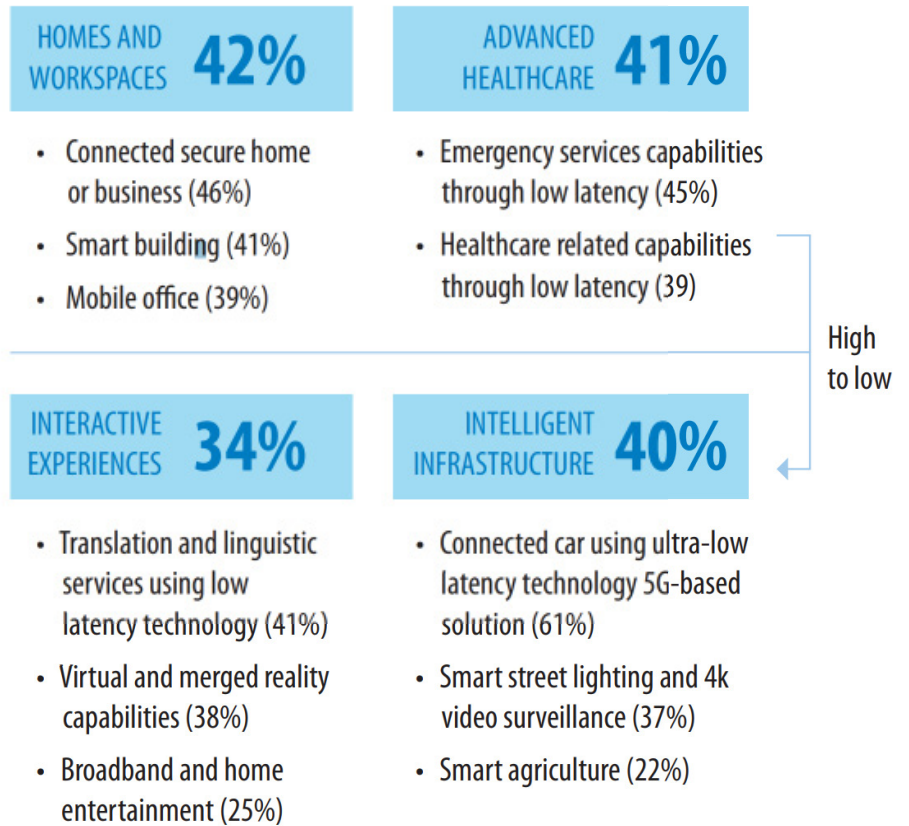 HOMES AND
WORKSPACES
42%
• Connected secure home
or business (46%)
• Smart building (41%)
• Mobile office (39%)
ADVANCED
HEALTHCARE
41%
• Emergency services capabilities
through low latency (45%)
• Healthcare related capabilities
through low latency (39)
High
to low
INTERACTIVE
EXPERIENCES
34%
• Translation and linguistic
services using low
latency technology (41%)
• Virtual and merged reality
capabilities (38%)
• Broadband and home
entertainment (25%)
INTELLIGENT
INFRASTRUCTURE
40%
• Connected car using ultra-low
latency technology 5G-based
solution (61%)
• Smart street lighting and 4k
video surveillance (37%)
• Smart agriculture (22%)